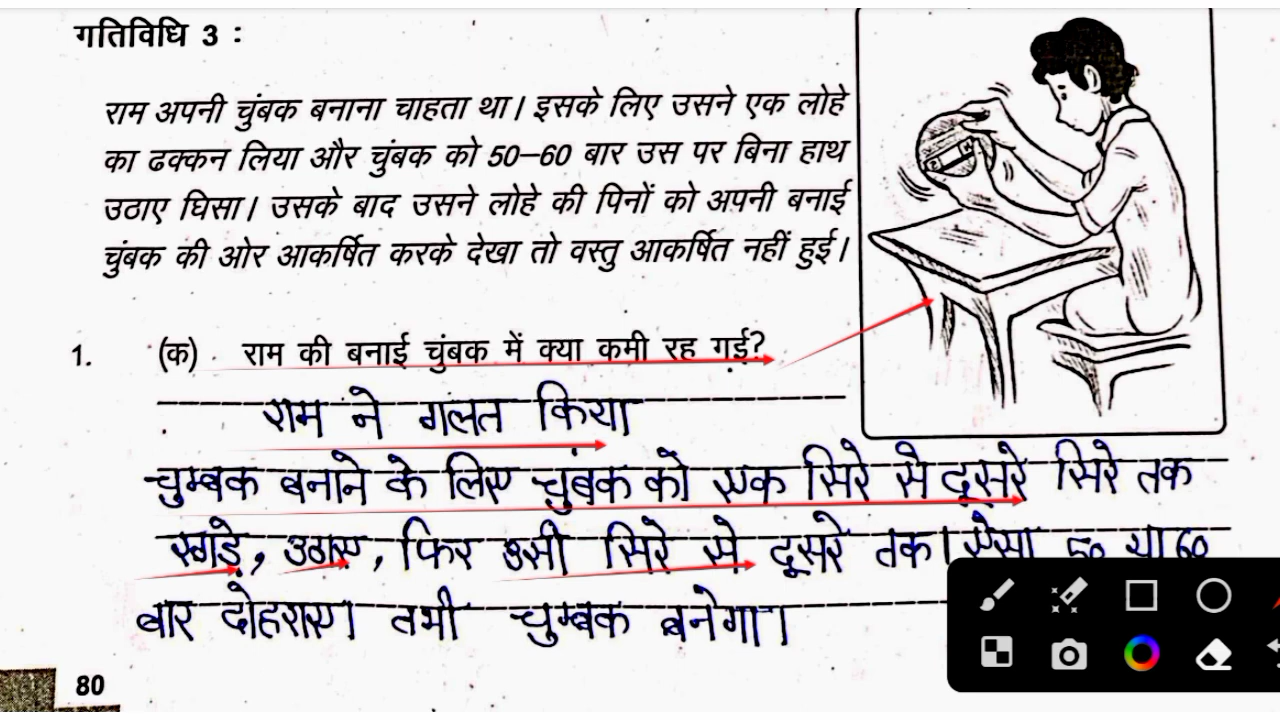 गतिविधि 3 :
राम अपनी चुंबक बनाना चाहता था। इसके लिए उसने एक लोहे
का ढक्कन लिया और चुंबक को 50–60 बार उस पर बिना हाथ
उठाए घिसा। उसके बाद उसने लोहे की पिनों को अपनी बनाई
चुंबक की ओर आकर्षित करके देखा तो वस्तु आकर्षित नहीं हुई।
1. (क) राम की बनाई चुंबक में क्या कमी रह गई?
राम ने गलत किया
चुम्बक बनाने के लिए चुंबक को एक सिरे से दूसरे सिरे तक
रगड़े, उठाए, फिर उसी सिरे से दूसरे तक। ऐसा 50 या 60
बार दोहराए। तभी चुम्बक बनेगा।
80